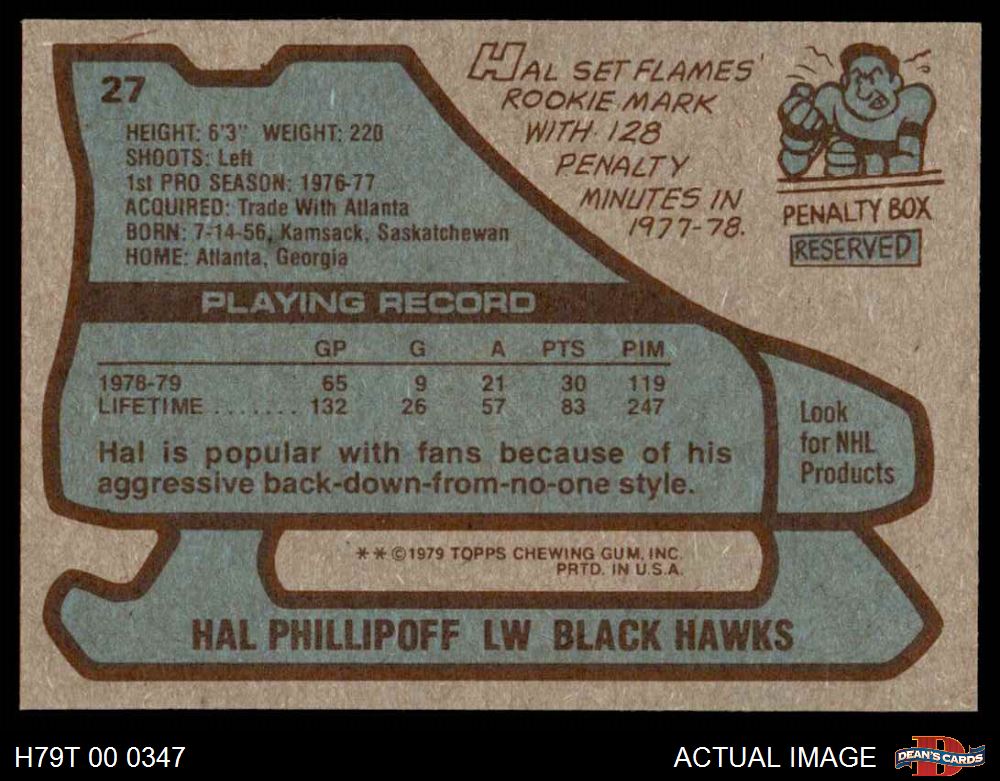 27
HEIGHT: 6'3" WEIGHT: 220
SHOOTS: Left
1st PRO SEASON: 1976-77
ACQUIRED: Trade With Atlanta
BORN: 7-14-56, Kamsack, Saskatchewan
HOME: Atlanta, Georgia
HAL SET FLAMES'
ROOKIE MARK
WITH 128
PENALTY
MINUTES IN
1977-78.
PENALTY BOX
RESERVED
PLAYING RECORD
GP G A PTS PIM
1978-79 65 9 21 30 119
LIFETIME ....... 132 26 57 83 247
Hal is popular with fans because of his
aggressive back-down-from-no-one style.
Look
for NHL
Products
**©1979 TOPPS CHEWING GUM, INC.
PRTD. IN U.S.A.
HAL PHILLIPOFF LW BLACK HAWKS
H79T 00 0347
ACTUAL IMAGE
D
DEAN'S CARDS